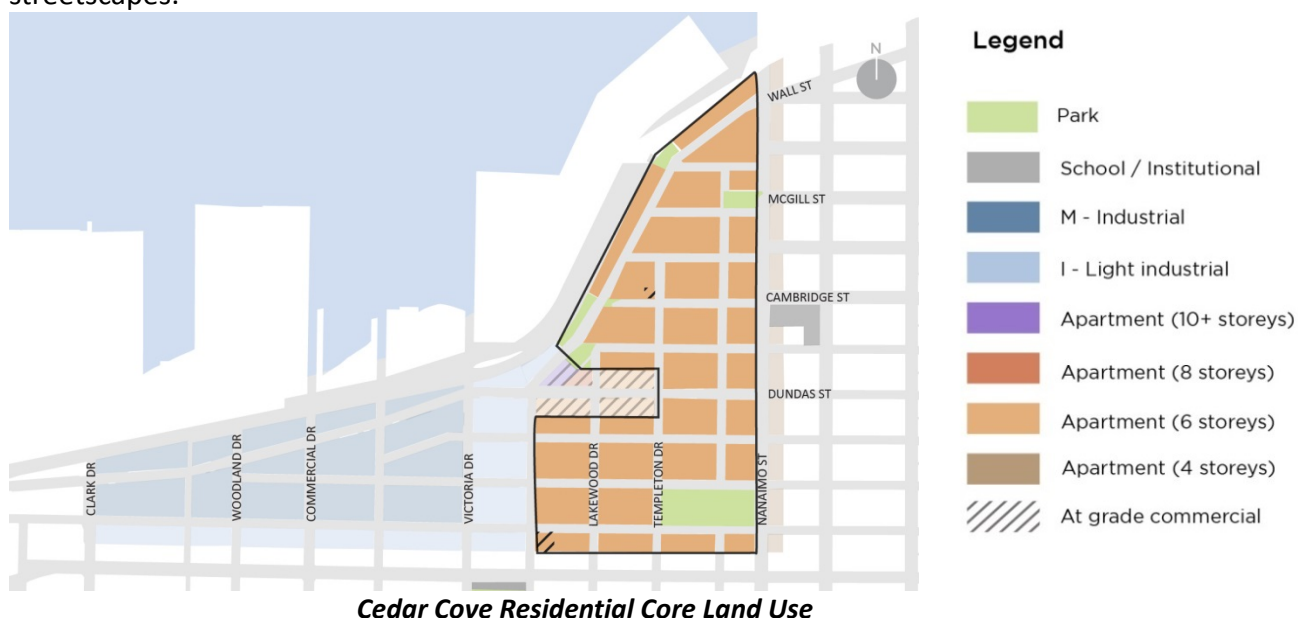 streetscapes.
Legend
N
WALL ST
Park
School / Institutional
MCGILL ST
M - Industrial
I - Light industrial
CAMBRIDGE ST
Apartment (10+ storeys)
Apartment (8 storeys)
DUNDAS ST
Apartment (6 storeys)
Apartment (4 storeys)
At grade commercial
CLARK DR
WOODLAND DR
COMMERCIAL DR
VICTORIA DR
LAKEWOOD DR
TEMPLETON DR
NANAIMO ST
Cedar Cove Residential Core Land Use